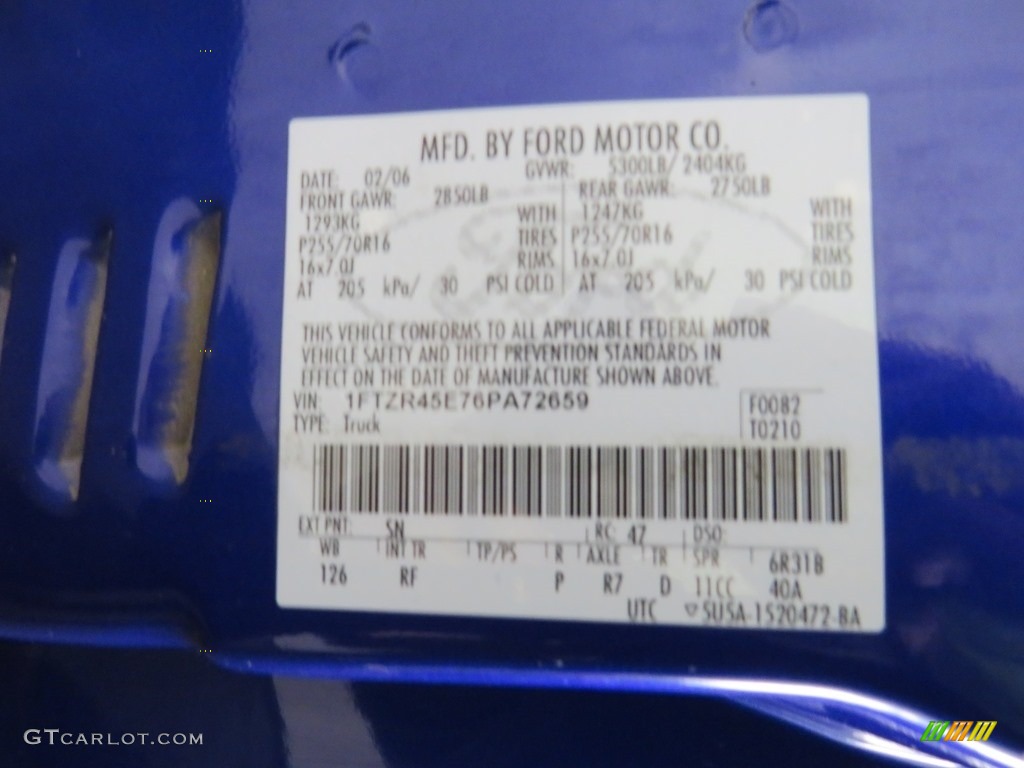 MFD. BY FORD MOTOR CO.
DATE: 02/06 GVWR: 5300LB/ 2404KG
FRONT GAWR: 2850LB REAR GAWR: 2750LB
1293KG WITH 1247KG WITH
P255/70R16 TIRES P255/70R16 TIRES
16x7.0J RIMS 16x7.0J RIMS
AT 205 kPa/ 30 PSI COLD AT 205 kPa/ 30 PSI COLD
THIS VEHICLE CONFORMS TO ALL APPLICABLE FEDERAL MOTOR
VEHICLE SAFETY AND THEFT PREVENTION STANDARDS IN
EFFECT ON THE DATE OF MANUFACTURE SHOWN ABOVE.
VIN: 1FTZR45E76PA72659 F0082
TYPE: Truck T0210
EXT PNT: SN RC: 47 DSO:
WB INT TR TP/PS R AXLE TR SPR 6R31B
126 RF P R7 D 11CC 40A
UTC ▽5U5A-1520472-BA
GTCARLOT.COM